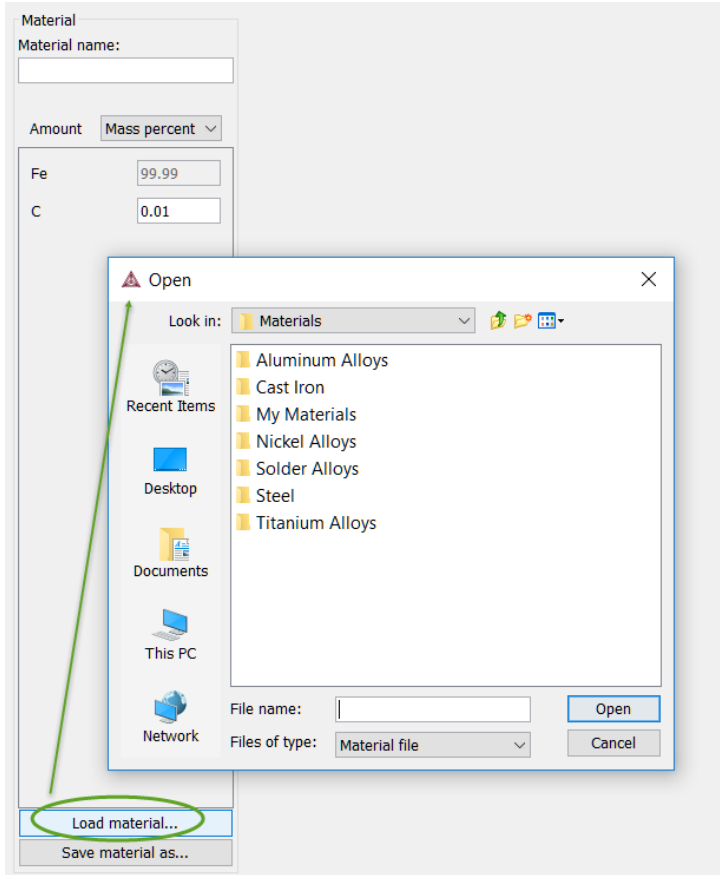 Material
Material name:
Amount Mass percent
Fe 99.99
C 0.01
Open
Look in: Materials
Recent Items
Desktop
Documents
This PC
Network
Aluminum Alloys
Cast Iron
My Materials
Nickel Alloys
Solder Alloys
Steel
Titanium Alloys
File name: Open
Files of type: Material file Cancel
Load material...
Save material as...